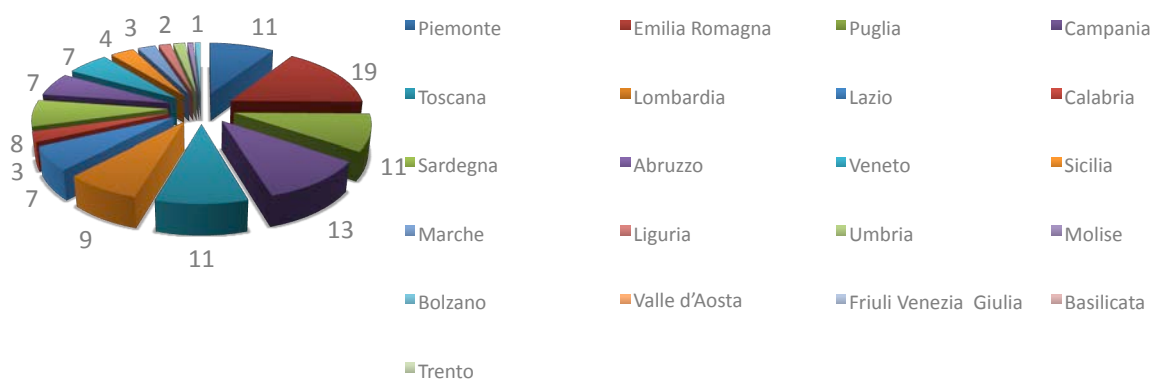 1
2
3
4
7
7
8
3
7
9
11
13
11
19
11
Piemonte Emilia Romagna Puglia Campania
Toscana Lombardia Lazio Calabria
Sardegna Abruzzo Veneto Sicilia
Marche Liguria Umbria Molise
Bolzano Valle d’Aosta Friuli Venezia Giulia Basilicata
Trento